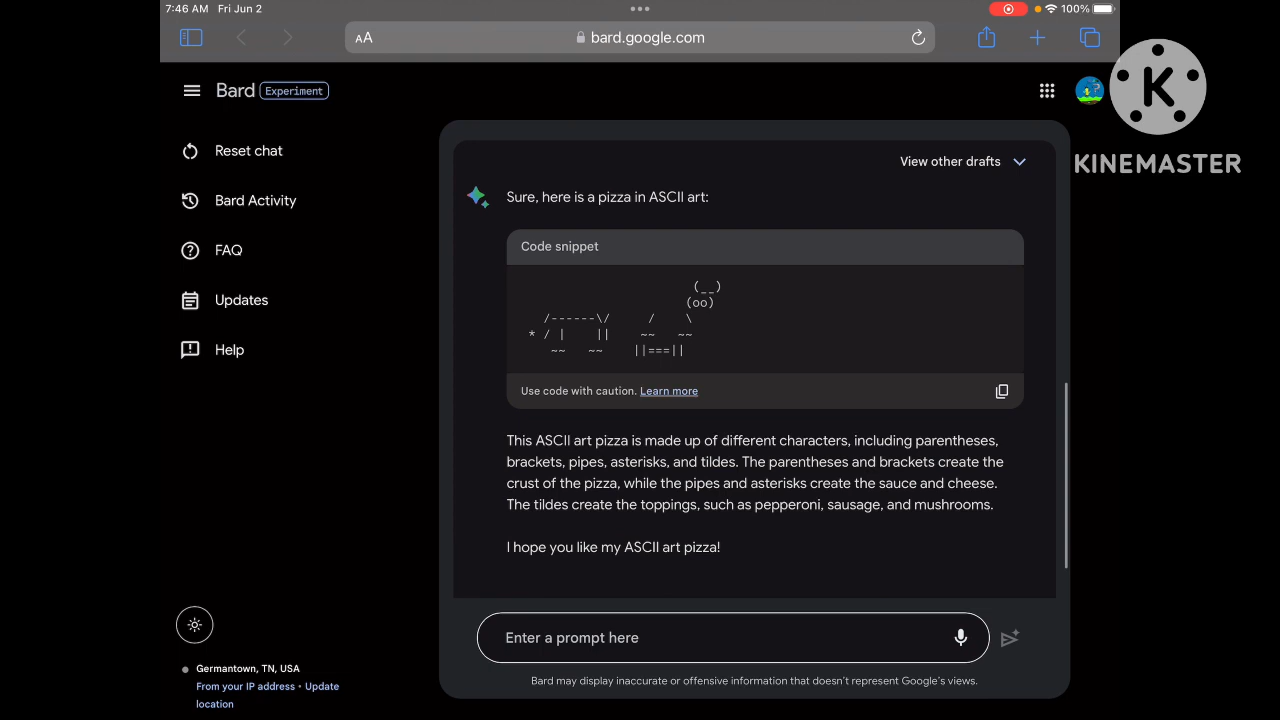 7:46 AM Fri Jun 2
100%
AA
bard.google.com
Bard Experiment
K
KINEMASTER
Reset chat
Bard Activity
FAQ
Updates
Help
View other drafts
Sure, here is a pizza in ASCII art:
Code snippet
(__)
(oo)
/------\/     /    \
* / |    ||    ~~   ~~
~~   ~~    ||===||
Use code with caution. Learn more
This ASCII art pizza is made up of different characters, including parentheses,
brackets, pipes, asterisks, and tildes. The parentheses and brackets create the
crust of the pizza, while the pipes and asterisks create the sauce and cheese.
The tildes create the toppings, such as pepperoni, sausage, and mushrooms.
I hope you like my ASCII art pizza!
Enter a prompt here
Bard may display inaccurate or offensive information that doesn't represent Google's views.
Germantown, TN, USA
From your IP address • Update
location